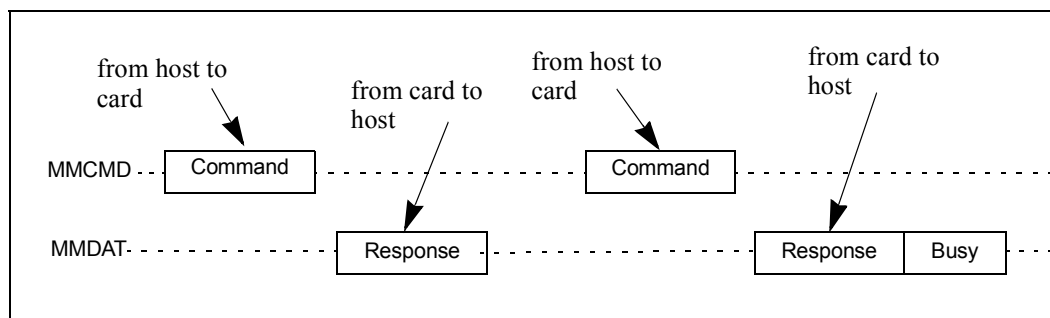 from host to
card
from card to
host
from host to
card
from card to
host
MMCMD
Command
Command
MMDAT
Response
Response
Busy